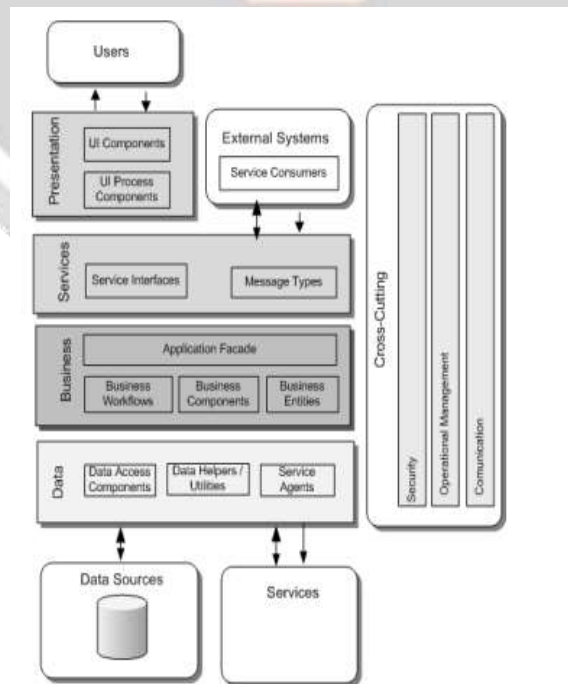 Users
Presentation
UI Components
UI Process
Components
External Systems
Service Consumers
Services
Service Interfaces
Message Types
Business
Application Facade
Business
Workflows
Business
Components
Business
Entities
Data
Data Access
Components
Data Helpers /
Utilities
Service
Agents
Data Sources
Services
Cross-Cutting
Security
Operational Management
Comunication